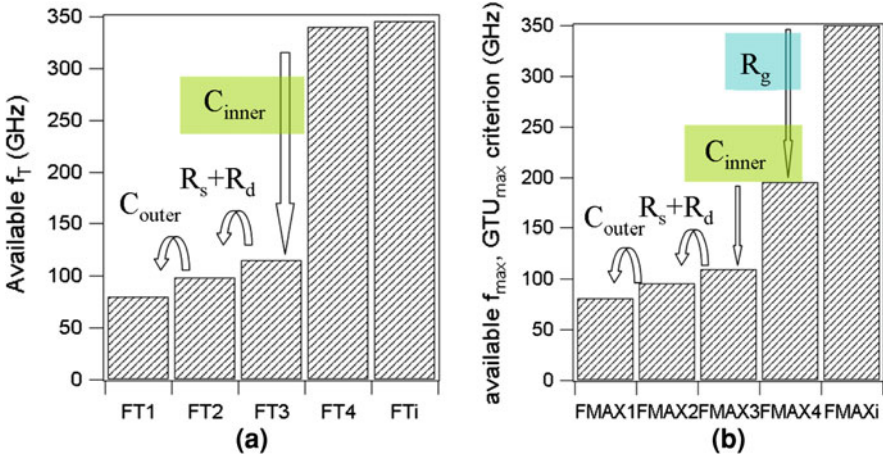 Available f_T (GHz)
350
300
250
200
150
100
50
0
C_inner
R_s+R_d
C_outer
FT1 FT2 FT3 FT4 FTi
(a)
available f_max, GTU_max criterion (GHz)
350
300
250
200
150
100
50
0
R_g
C_inner
R_s+R_d
C_outer
FMAX1 FMAX2 FMAX3 FMAX4 FMAXi
(b)